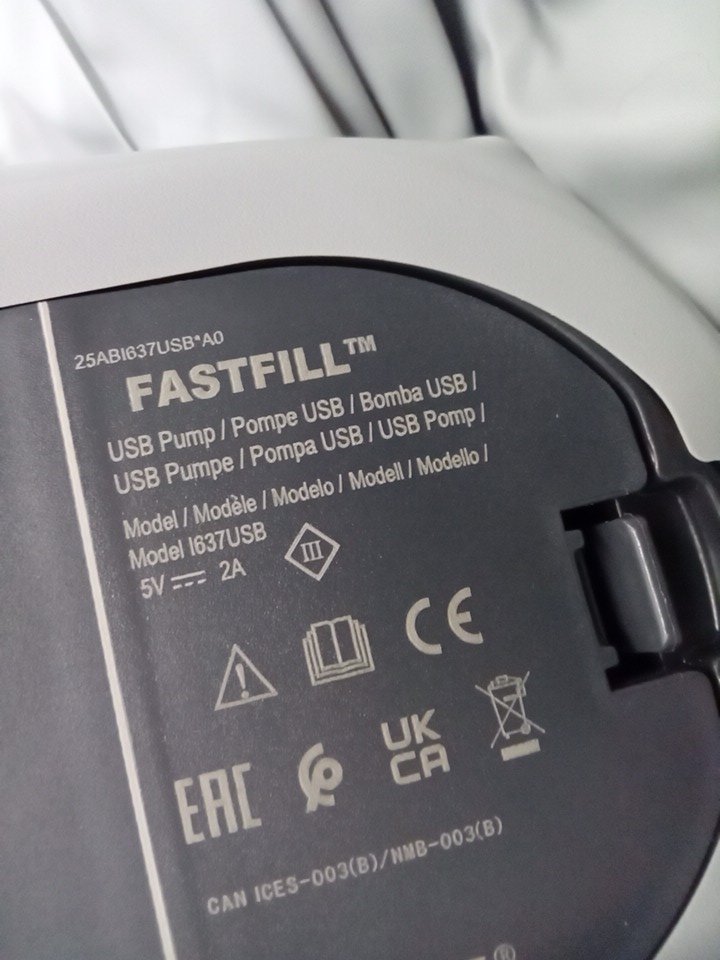 25ABI637USB*A0
FASTFILL™
USB Pump / Pompe USB / Bomba USB /
USB Pumpe / Pompa USB / USB Pomp /
Model / Modèle / Modelo / Modell / Modello /
Model I637USB
5V ⎓ 2A
III
CE
EAC
UK
CA
CAN ICES-003(B)/NMB-003(B)
®